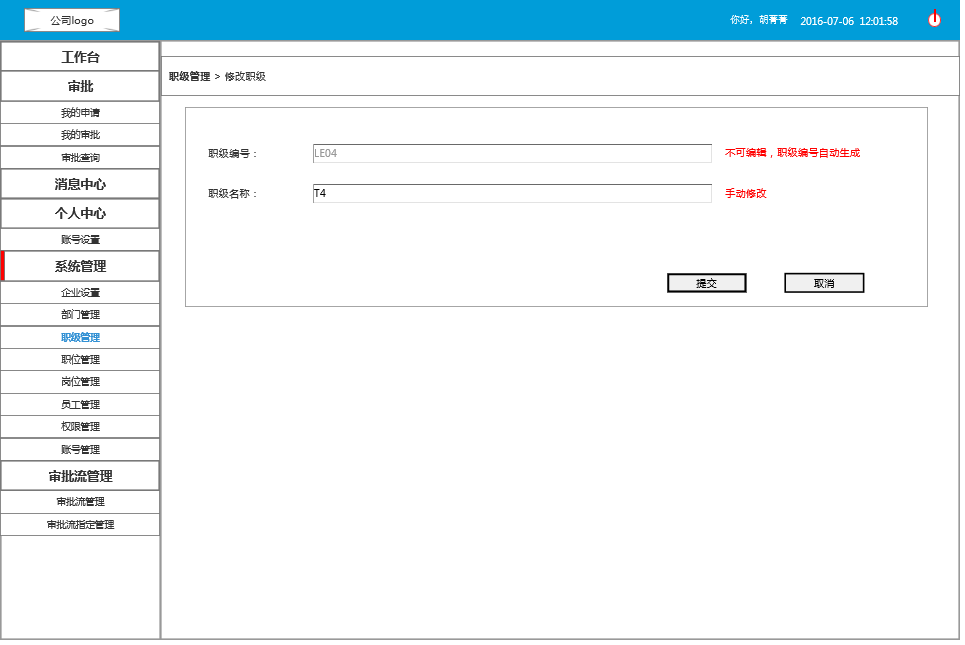 公司logo
你好，胡菁菁 2016-07-06 12:01:58
工作台
审批
我的申请
我的审批
审批查询
消息中心
个人中心
账号设置
系统管理
企业设置
部门管理
职级管理
职位管理
岗位管理
员工管理
权限管理
账号管理
审批流管理
审批流管理
审批流指定管理
职级管理 > 修改职级
职级编号： LE04 不可编辑，职级编号自动生成
职级名称： T4 手动修改
提交 取消